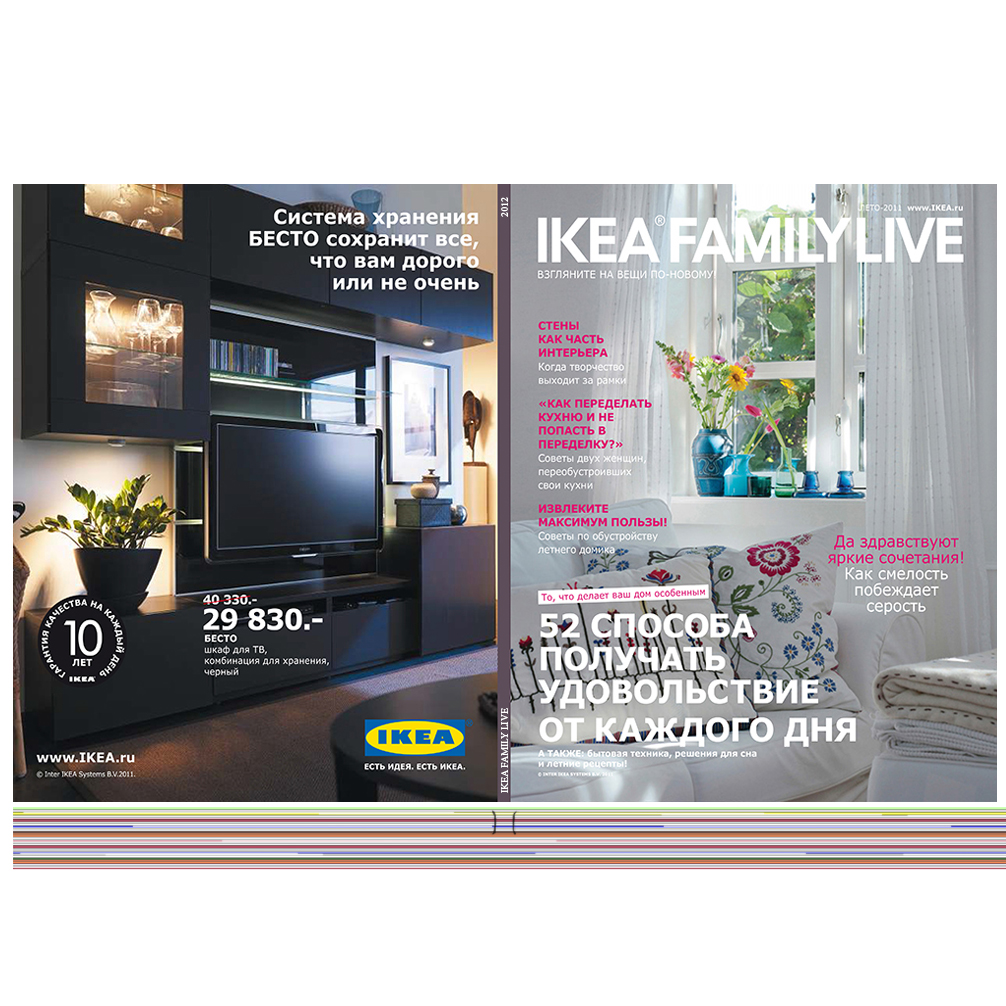 Система хранения
БЕСТО сохранит все,
что вам дорого
или не очень
40 330.-
29 830.-
БЕСТО
шкаф для ТВ,
комбинация для хранения,
черный
ГАРАНТИЯ КАЧЕСТВА НА КАЖДЫЙ ДЕНЬ
10
ЛЕТ
IKEA
www.IKEA.ru
© Inter IKEA Systems B.V.2011.
IKEA
ЕСТЬ ИДЕЯ. ЕСТЬ ИКЕА.
2012
IKEA FAMILY LIVE
ЛЕТО-2011 www.IKEA.ru
IKEA® FAMILY LIVE
ВЗГЛЯНИТЕ НА ВЕЩИ ПО-НОВОМУ!
СТЕНЫ
КАК ЧАСТЬ
ИНТЕРЬЕРА
Когда творчество
выходит за рамки
«КАК ПЕРЕДЕЛАТЬ
КУХНЮ И НЕ
ПОПАСТЬ В
ПЕРЕДЕЛКУ?»
Советы двух женщин,
переобустроивших
свои кухни
ИЗВЛЕКИТЕ
МАКСИМУМ ПОЛЬЗЫ!
Советы по обустройству
летнего домика
Да здравствуют
яркие сочетания!
Как смелость
побеждает
серость
То, что делает ваш дом особенным
52 СПОСОБА
ПОЛУЧАТЬ
УДОВОЛЬСТВИЕ
ОТ КАЖДОГО ДНЯ
А ТАКЖЕ: бытовая техника, решения для сна
и летние рецепты!
© INTER IKEA SYSTEMS B.V.